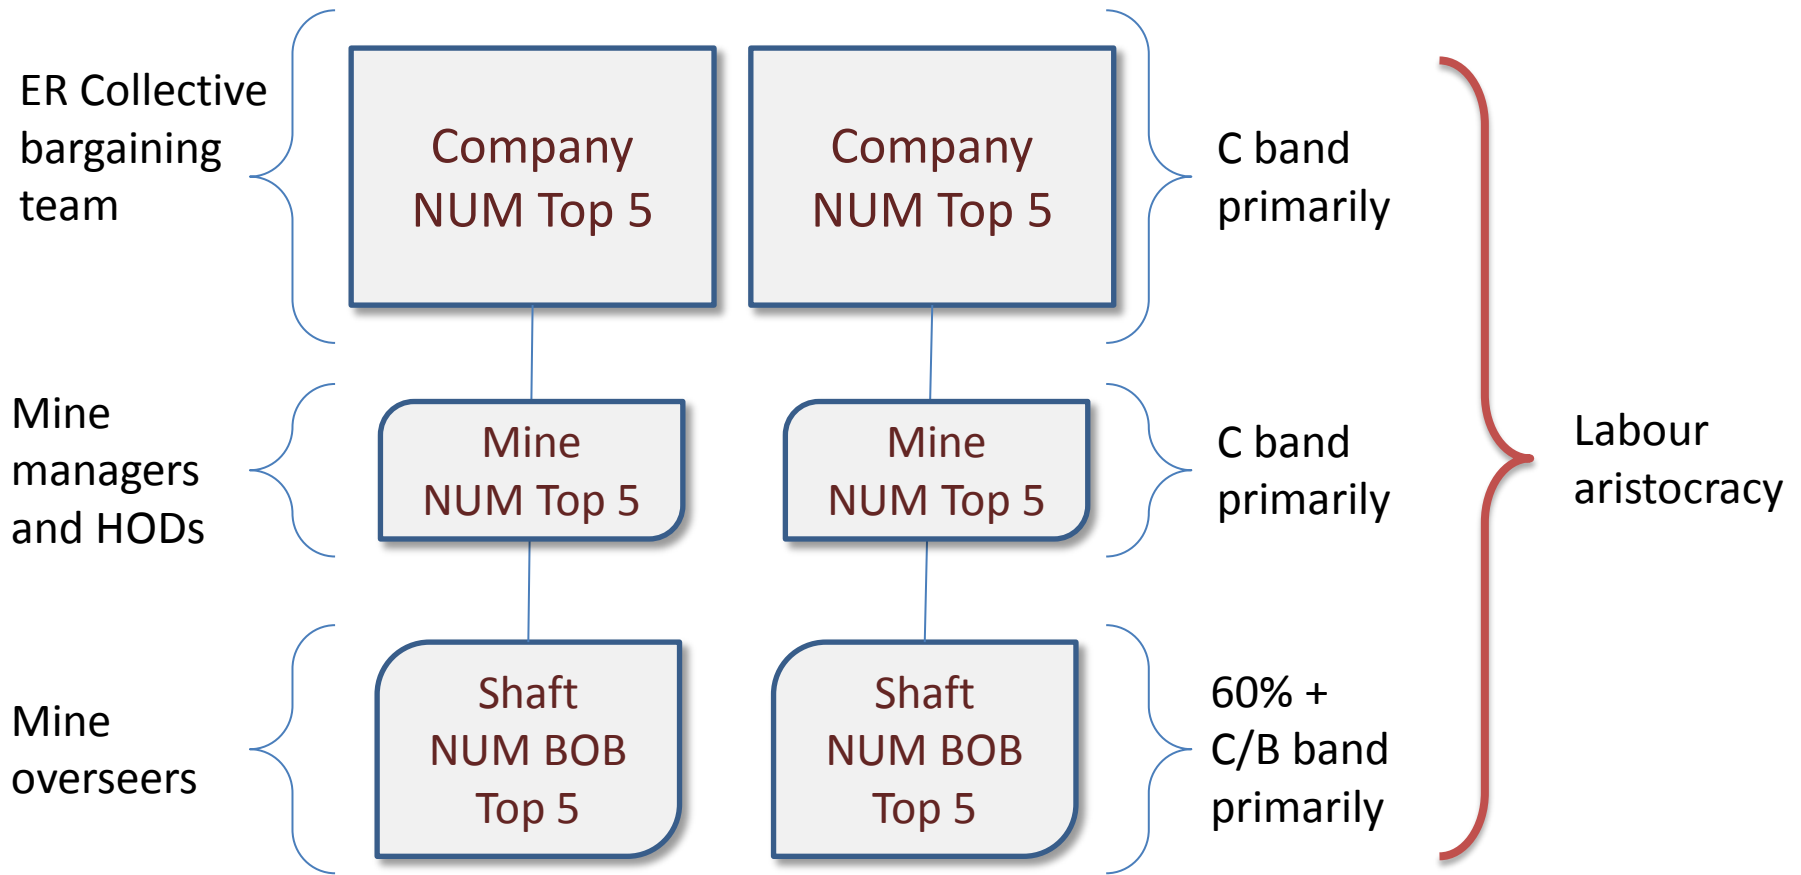 ER Collective
bargaining
team
Company
NUM Top 5
Company
NUM Top 5
C band
primarily
Mine
managers
and HODs
Mine
NUM Top 5
Mine
NUM Top 5
C band
primarily
Labour
aristocracy
Mine
overseers
Shaft
NUM BOB
Top 5
Shaft
NUM BOB
Top 5
60% +
C/B band
primarily